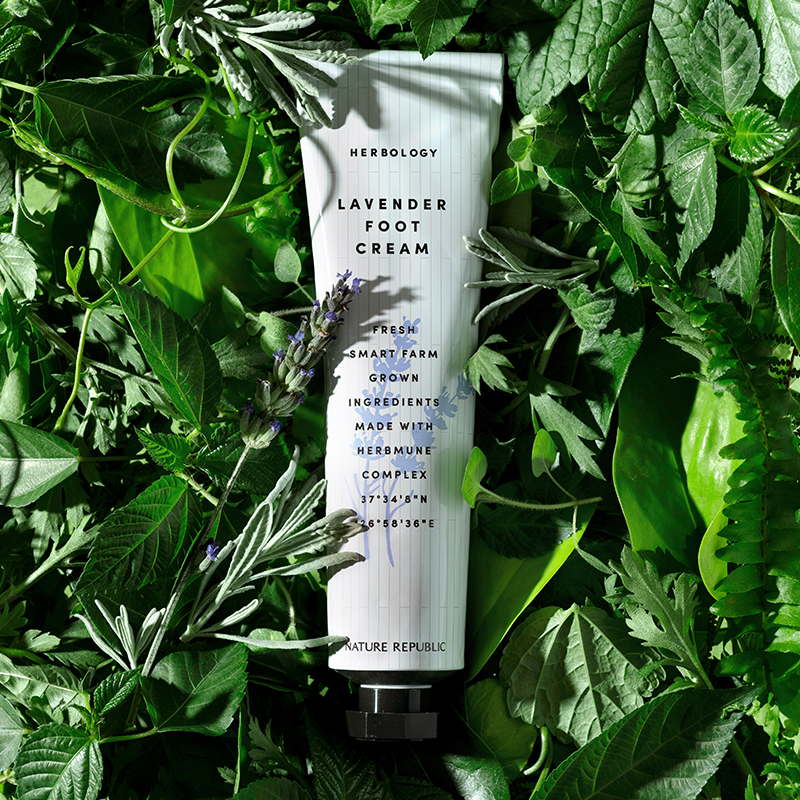 HERBOLOGY
LAVENDER
FOOT
CREAM
FRESH
SMART FARM
GROWN
INGREDIENTS
MADE WITH
HERBMUNE
COMPLEX
37°34'8"N
26°58'36"E
NATURE REPUBLIC